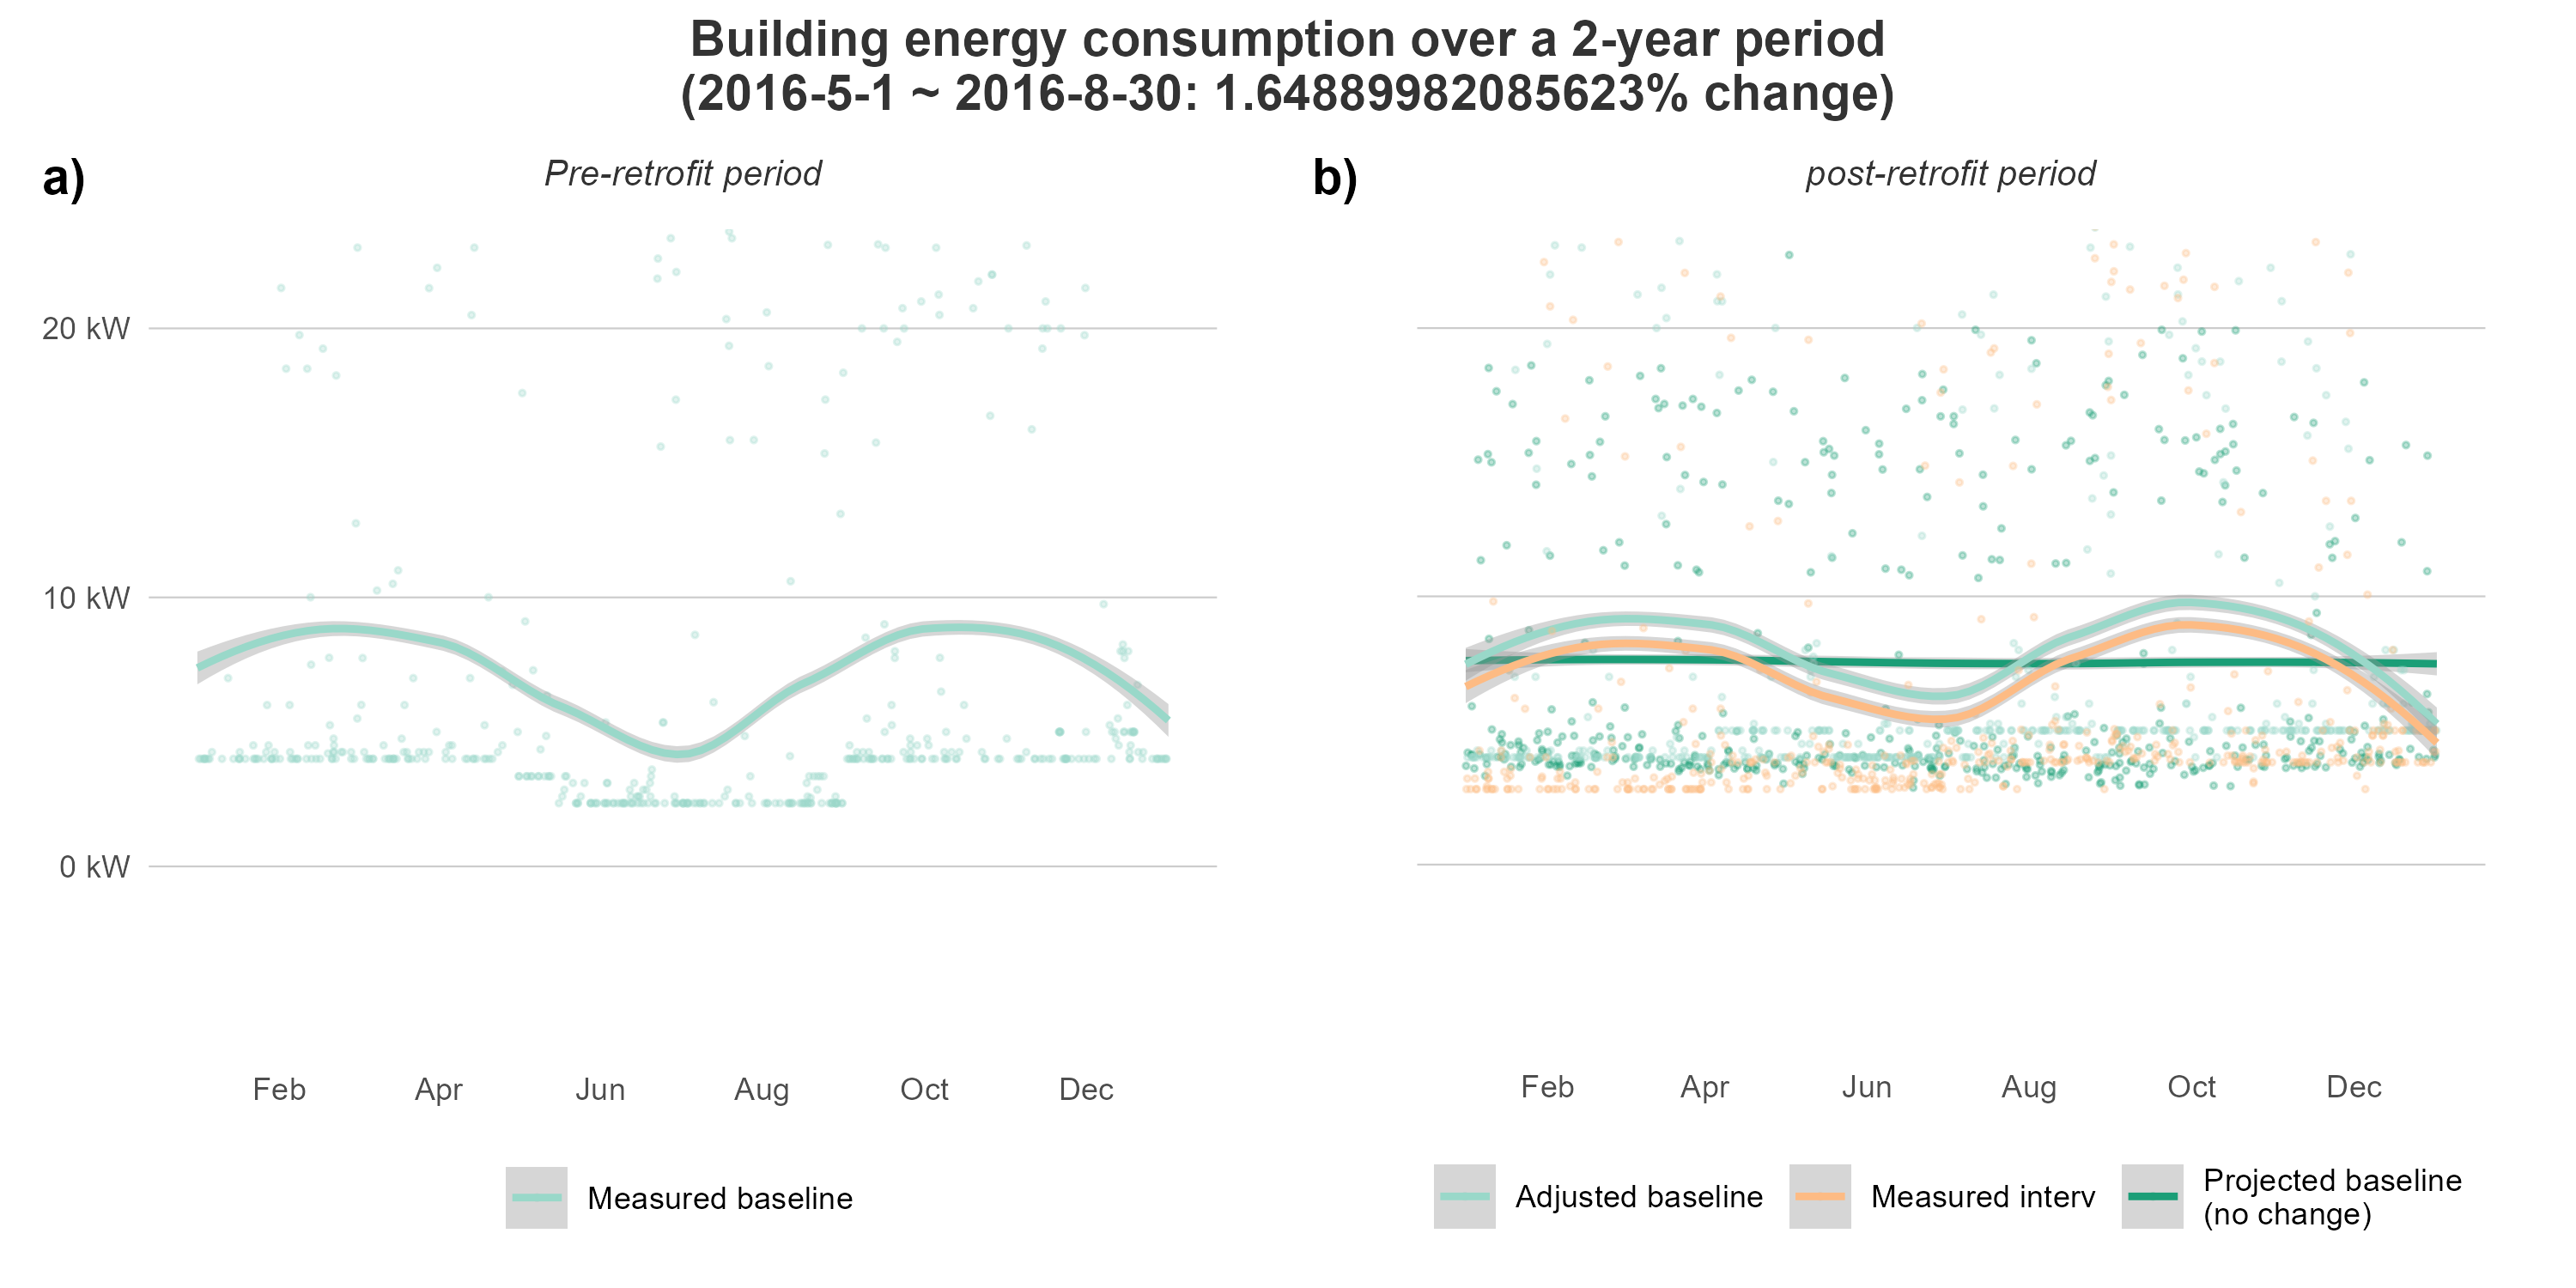 Building energy consumption over a 2-year period
(2016-5-1 ~ 2016-8-30: 1.64889982085623% change)
a)
Pre-retrofit period
20 kW
10 kW
0 kW
Feb Apr Jun Aug Oct Dec
Measured baseline
b)
post-retrofit period
Feb Apr Jun Aug Oct Dec
Adjusted baseline
Measured interv
Projected baseline
(no change)